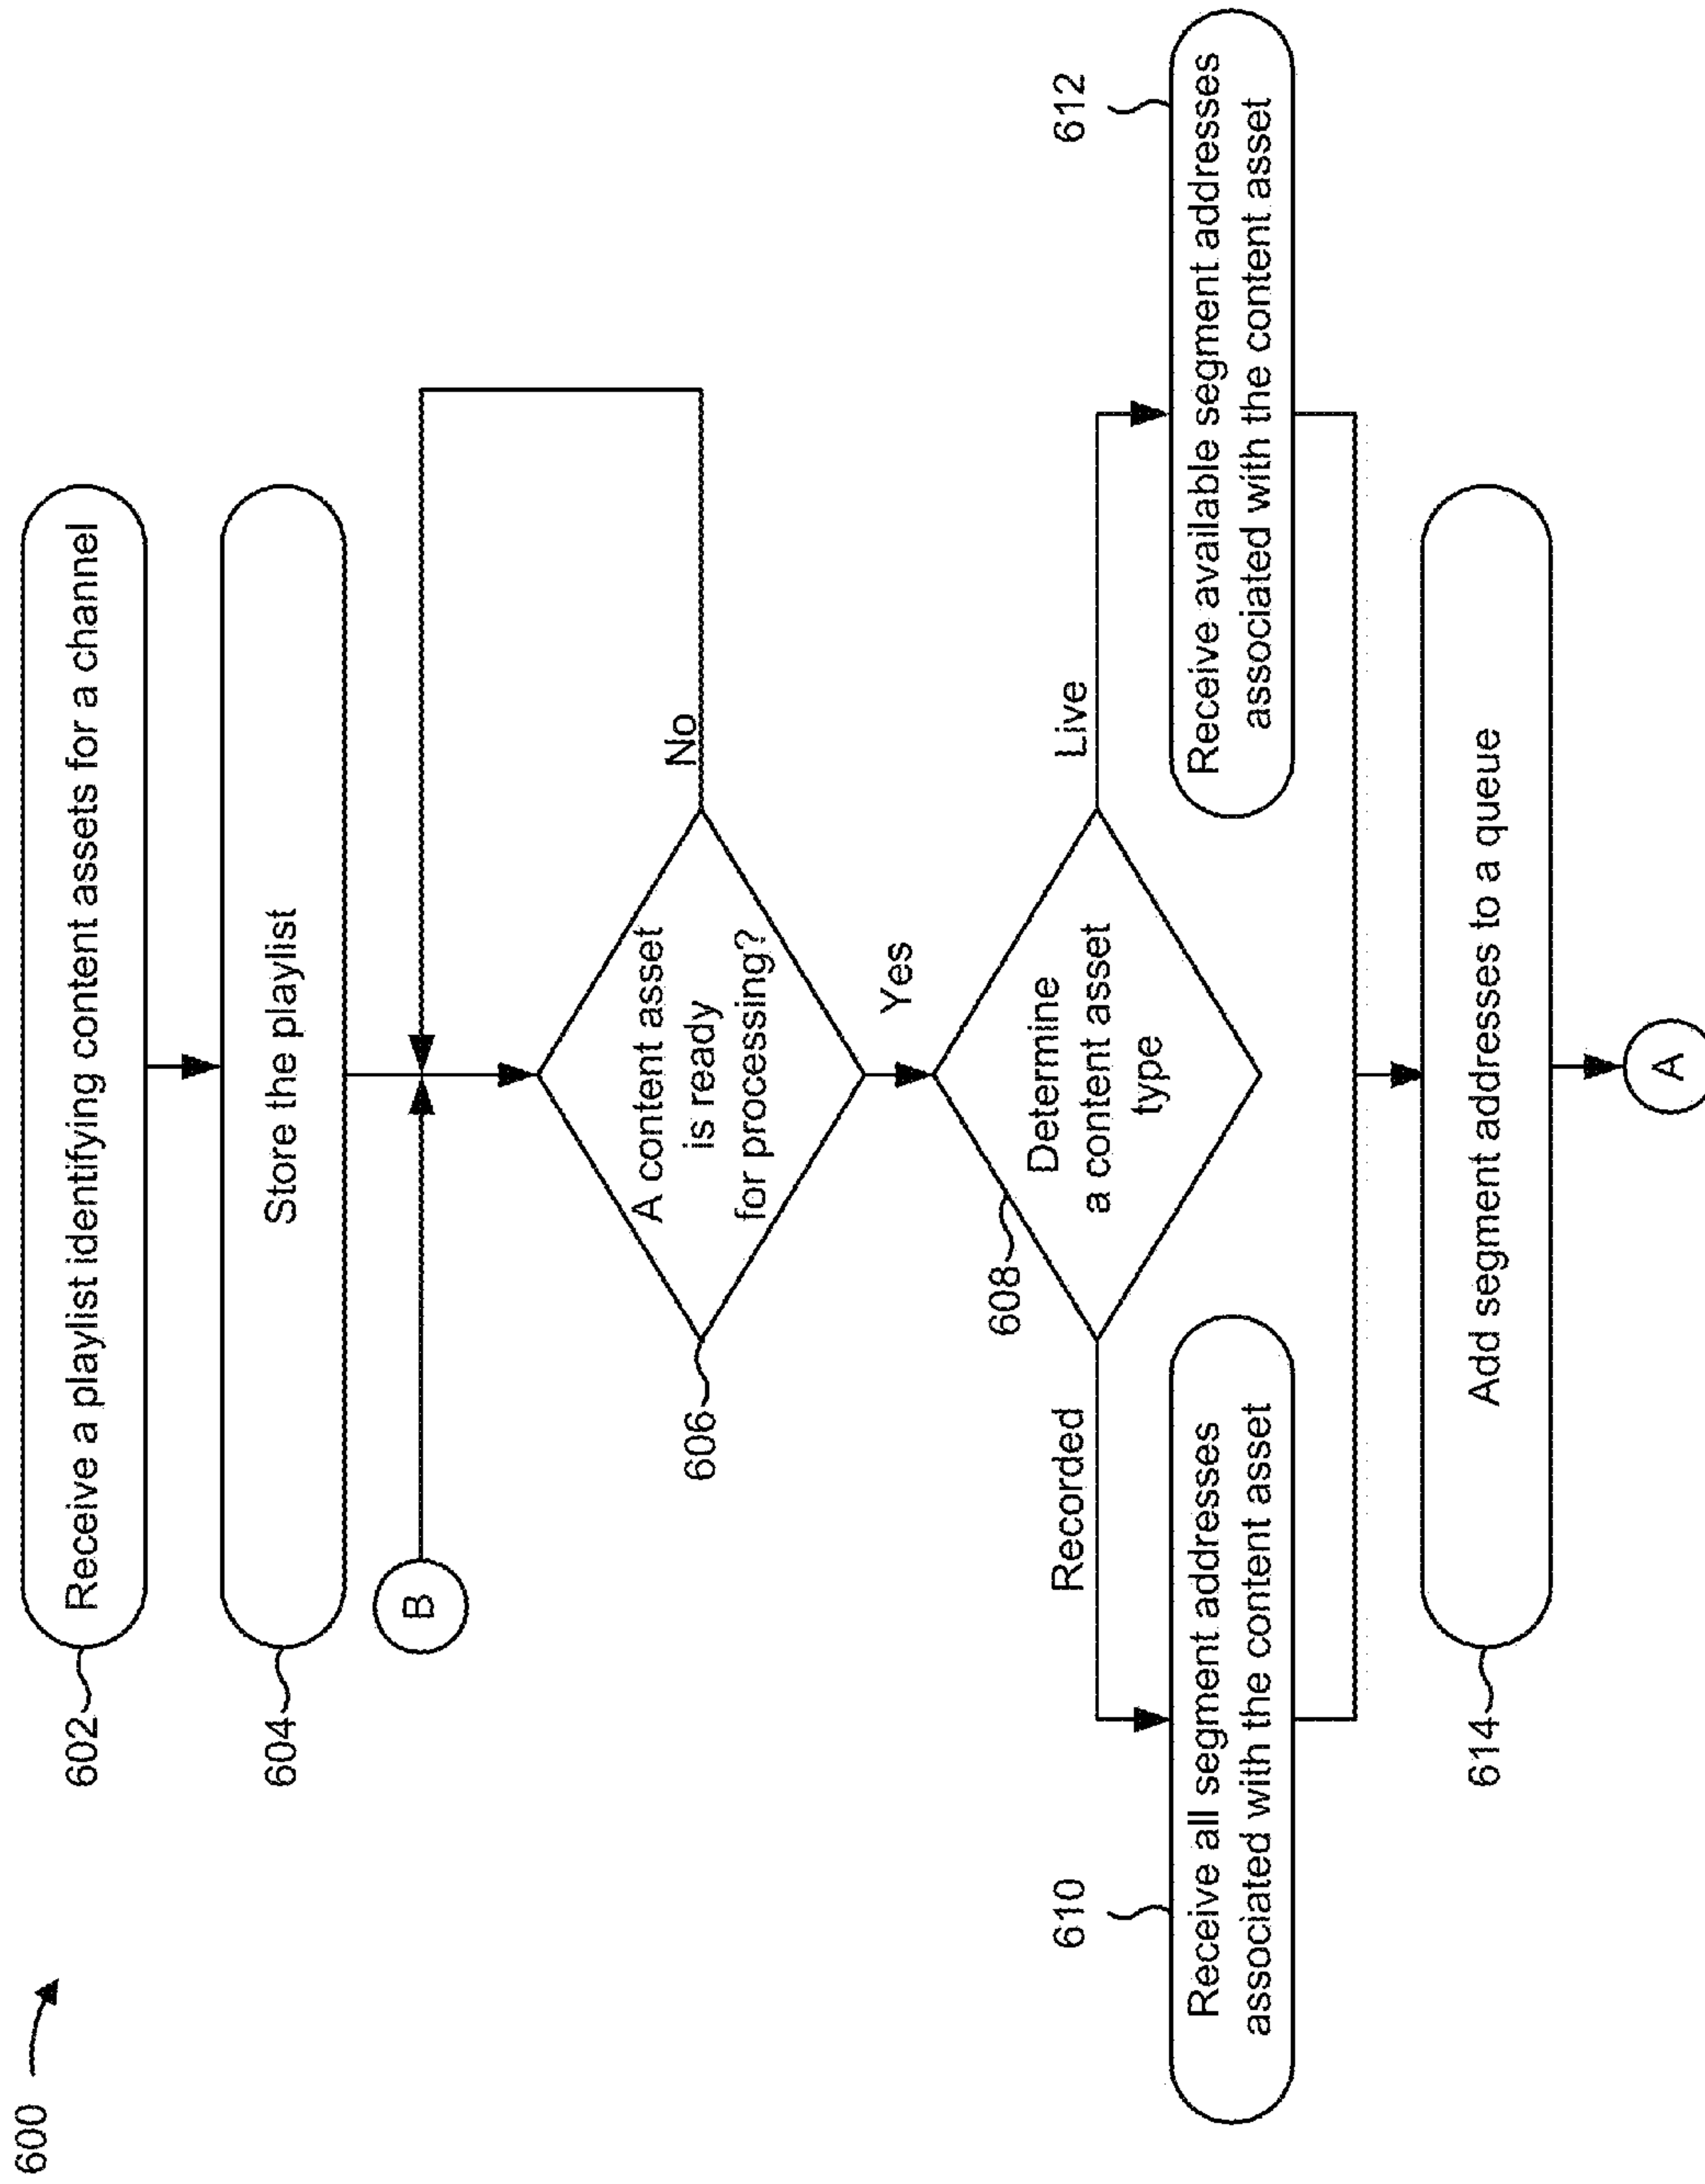 600
602
Receive a playlist identifying content assets for a channel
604
Store the playlist
B
606
A content asset
is ready
for processing?
No
Yes
608
Determine
a content asset
type
Recorded
Live
610
Receive all segment addresses
associated with the content asset
612
Receive available segment addresses
associated with the content asset
614
Add segment addresses to a queue
A